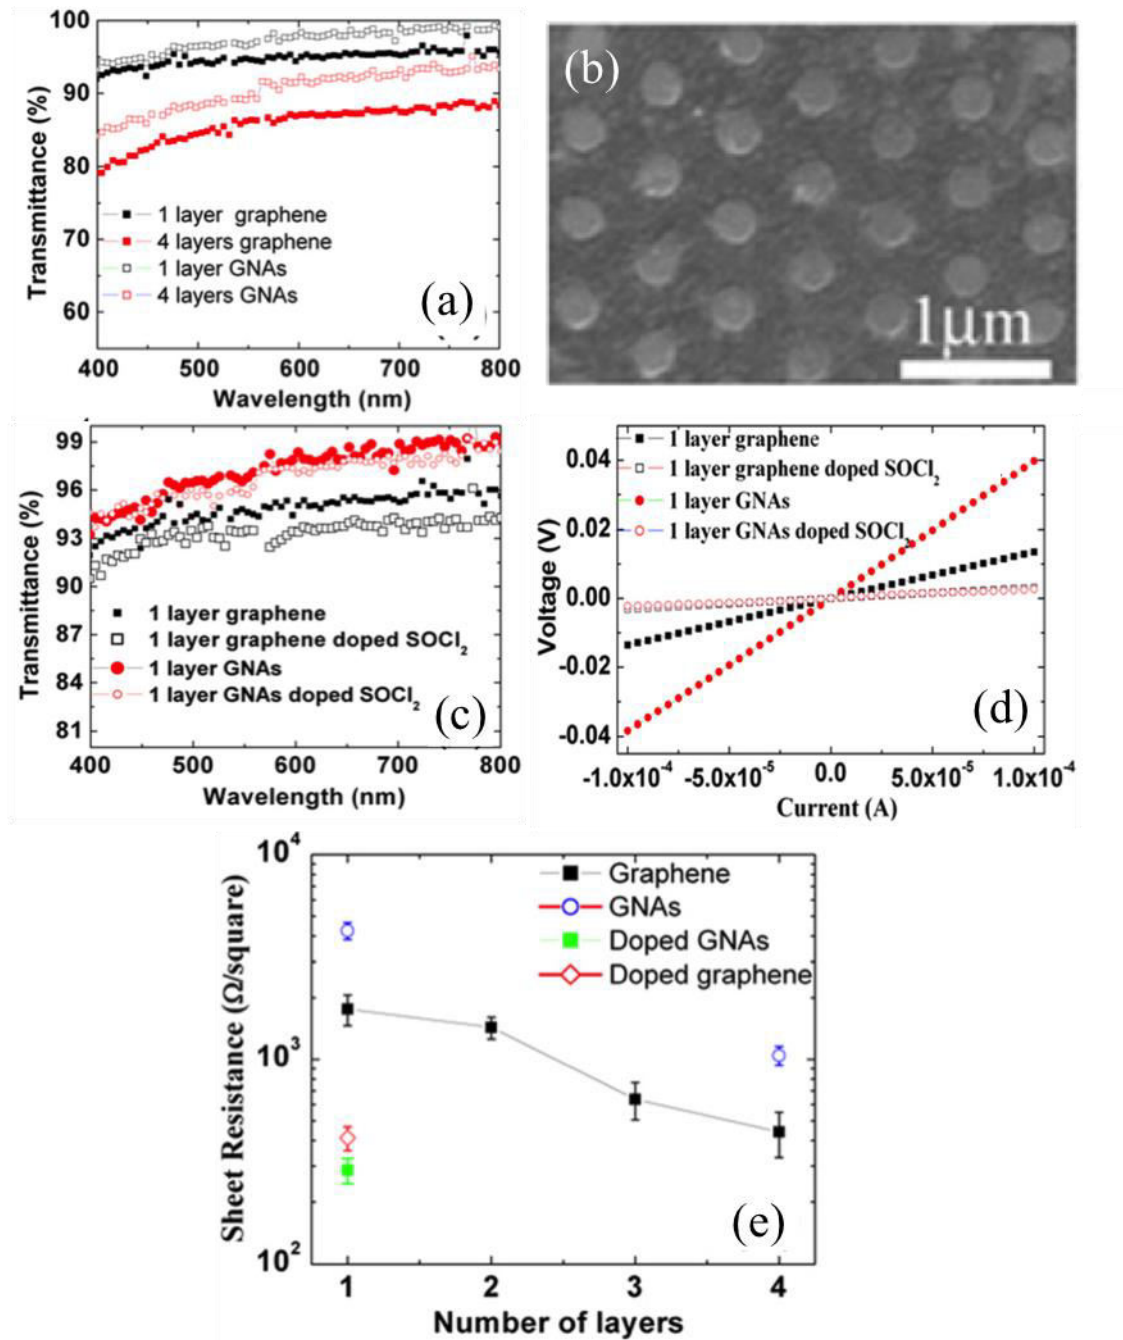 100
90
80
70
60
Transmittance (%)
1 layer graphene
4 layers graphene
1 layer GNAs
4 layers GNAs
(a)
400 500 600 700 800
Wavelength (nm)
(b)
1μm
99
96
93
90
87
84
81
Transmittance (%)
1 layer graphene
1 layer graphene doped SOCl₂
1 layer GNAs
1 layer GNAs doped SOCl₂
(c)
400 500 600 700 800
Wavelength (nm)
1 layer graphene
1 layer graphene doped SOCl₂
1 layer GNAs
1 layer GNAs doped SOCl₂
0.04
0.02
0.00
-0.02
-0.04
Voltage (V)
(d)
-1.0x10⁻⁴ -5.0x10⁻⁵ 0.0 5.0x10⁻⁵ 1.0x10⁻⁴
Current (A)
10⁴
10³
10²
Sheet Resistance (Ω/square)
Graphene
GNAs
Doped GNAs
Doped graphene
(e)
1 2 3 4
Number of layers